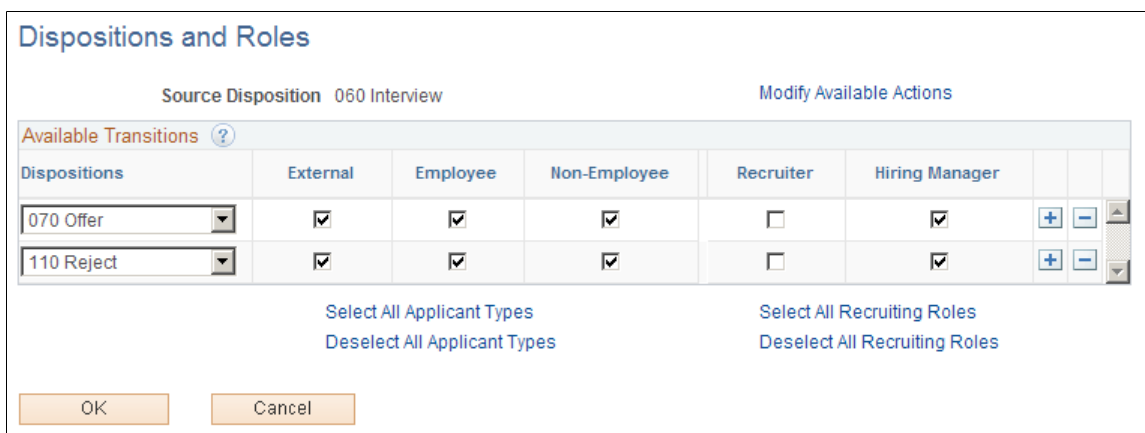 Dispositions and Roles
Source Disposition 060 Interview Modify Available Actions
Available Transitions ?
Dispositions External Employee Non-Employee Recruiter Hiring Manager
070 Offer
110 Reject
Select All Applicant Types Select All Recruiting Roles
Deselect All Applicant Types Deselect All Recruiting Roles
OK Cancel